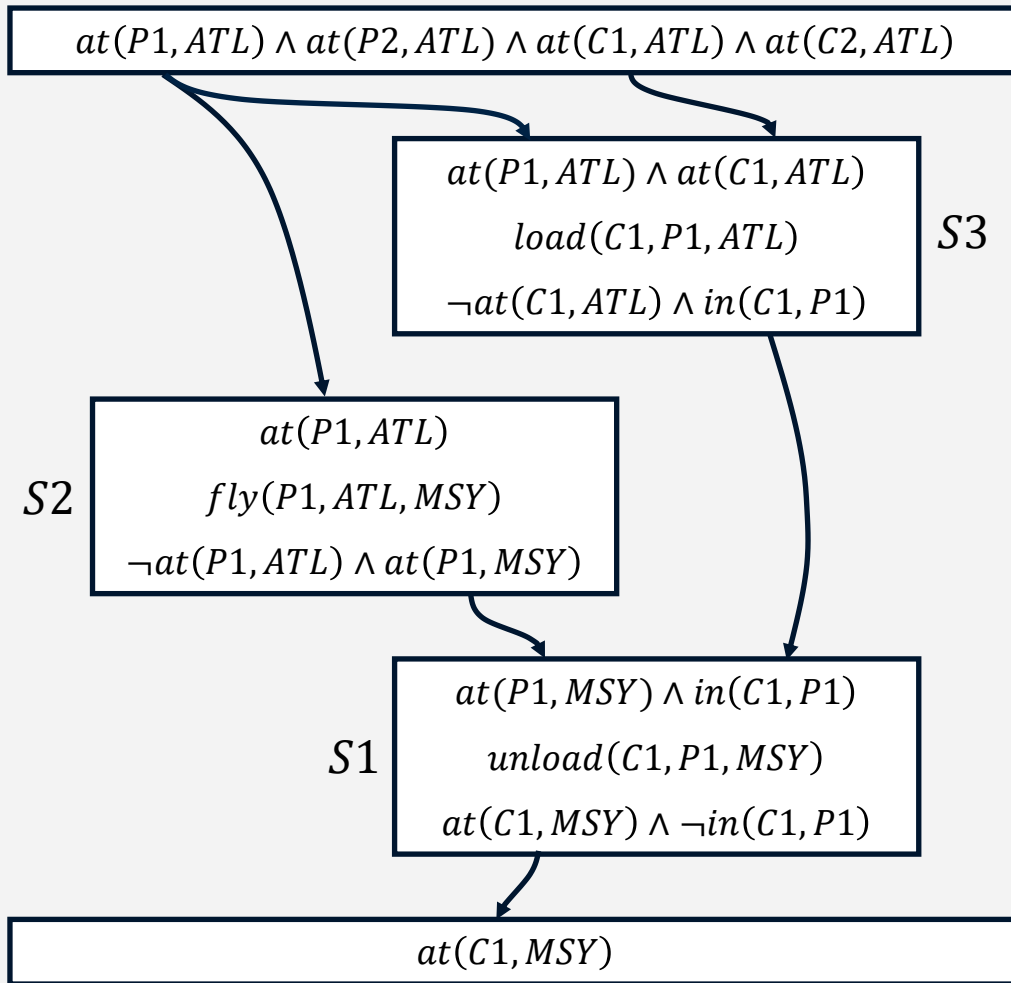 at(P1, ATL) ∧ at(P2, ATL) ∧ at(C1, ATL) ∧ at(C2, ATL)
at(P1, ATL) ∧ at(C1, ATL)
load(C1, P1, ATL)
¬at(C1, ATL) ∧ in(C1, P1)
S3
at(P1, ATL)
S2
fly(P1, ATL, MSY)
¬at(P1, ATL) ∧ at(P1, MSY)
at(P1, MSY) ∧ in(C1, P1)
S1
unload(C1, P1, MSY)
at(C1, MSY) ∧ ¬in(C1, P1)
at(C1, MSY)